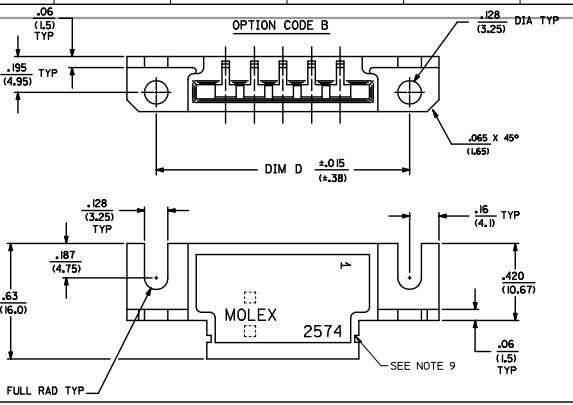 OPTION CODE B
.06
(1.5)
TYP
.195
(4.95)
TYP
.128
(3.25)
DIA TYP
.065 X 45°
(1.65)
DIM D
±.015
(±.38)
.128
(3.25)
TYP
.16
(4.1)
TYP
.187
(4.75)
.63
(16.0)
1
MOLEX
2574
.420
(10.67)
.06
(1.5)
TYP
SEE NOTE 9
FULL RAD TYP